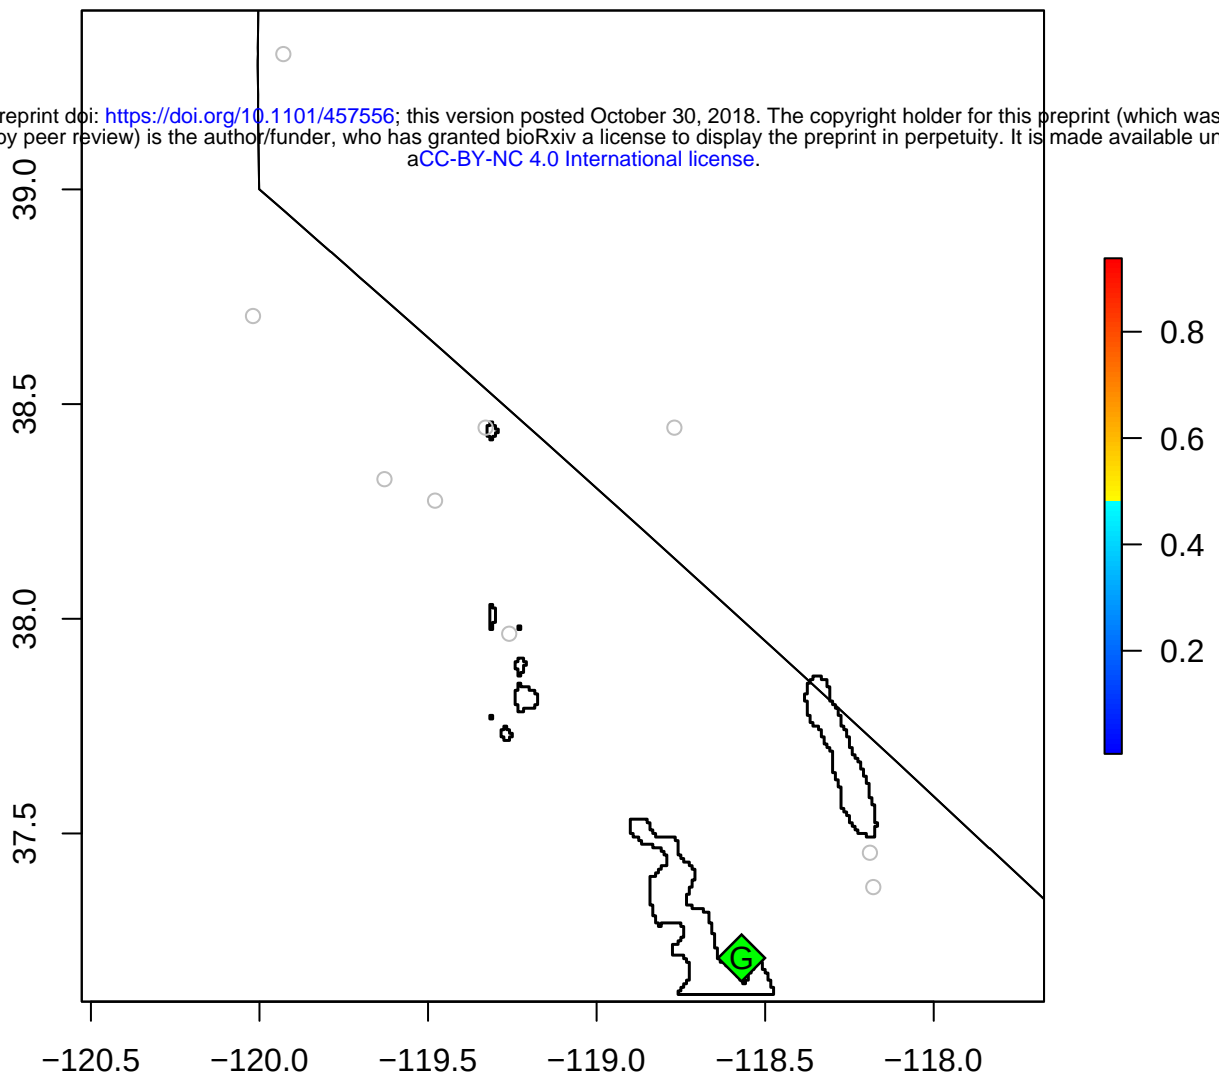 reprint doi: https://doi.org/10.1101/457556; this version posted October 30, 2018. The copyright holder for this preprint (which was
by peer review) is the author/funder, who has granted bioRxiv a license to display the preprint in perpetuity. It is made available un
aCC-BY-NC 4.0 International license.
39.0
38.5
38.0
37.5
0.8
0.6
0.4
0.2
G
−120.5 −120.0 −119.5 −119.0 −118.5 −118.0